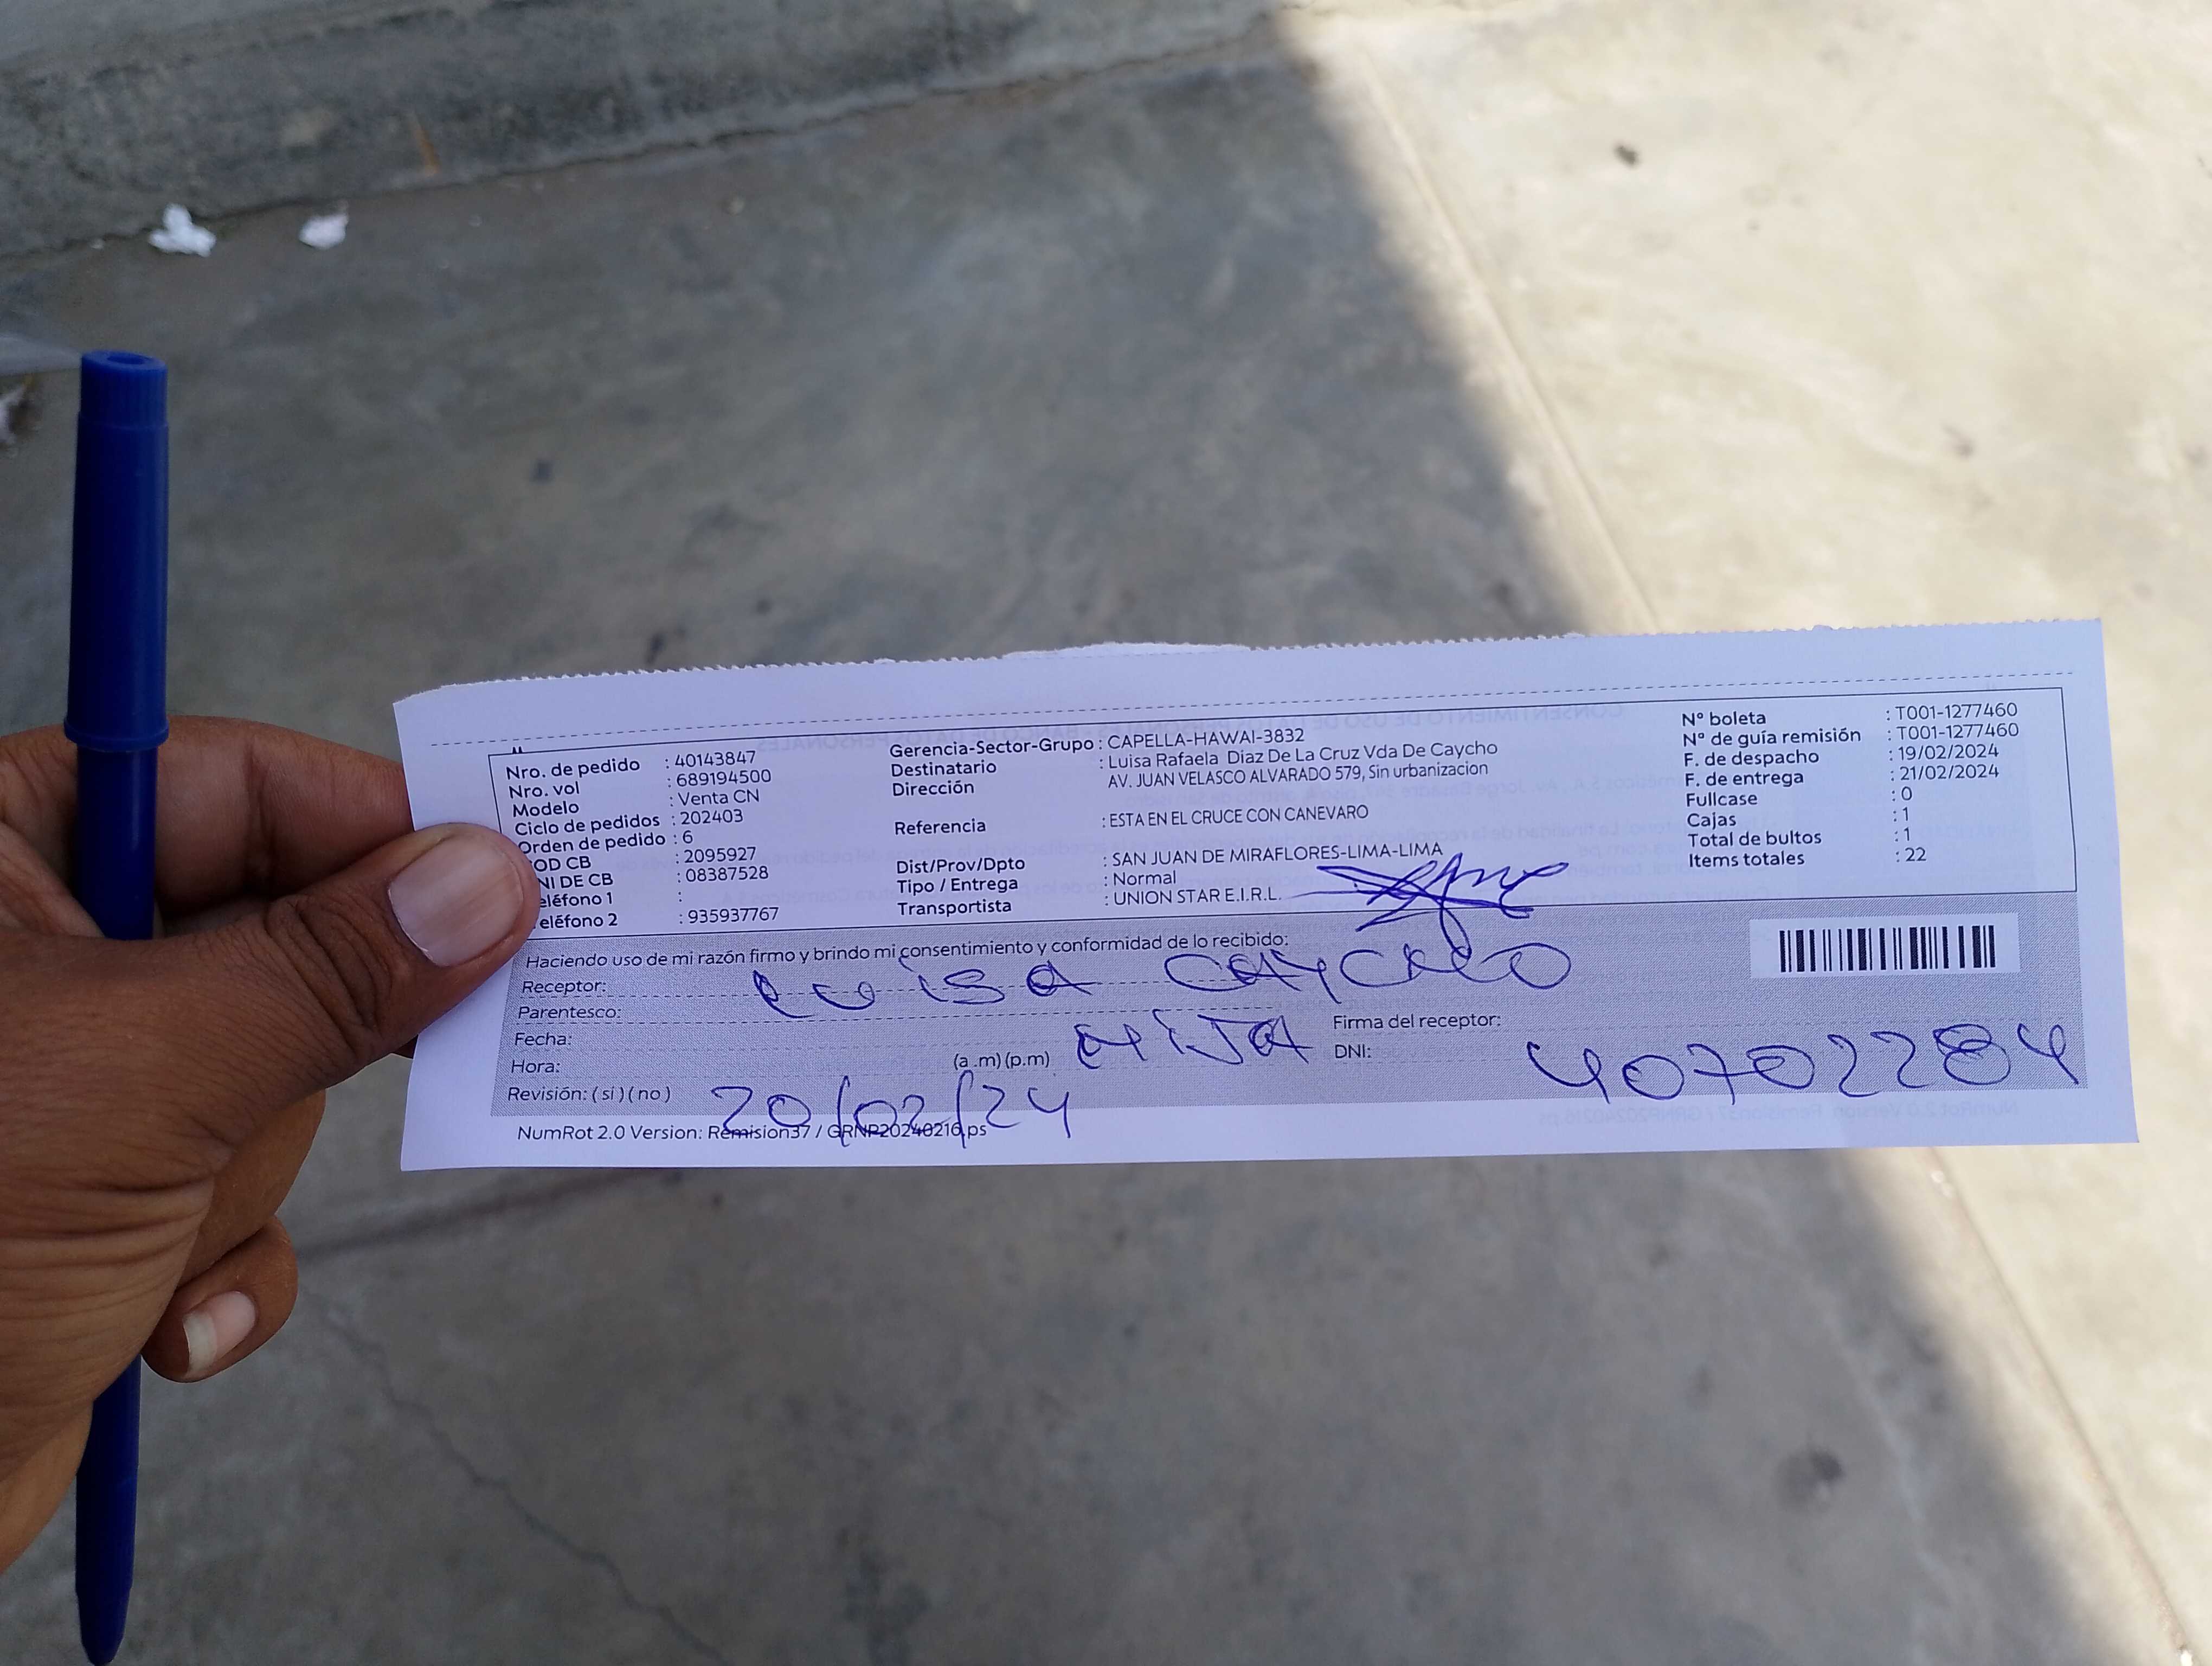 Nro. de pedido : 40143847
Nro. vol : 689194500
Modelo : Venta CN
Ciclo de pedidos : 202403
Orden de pedido : 6
OD CB : 2095927
NI DE CB : 08387528
eléfono 1 :
eléfono 2 : 935937767
Gerencia-Sector-Grupo : CAPELLA-HAWAI-3832
Destinatario : Luisa Rafaela Diaz De La Cruz Vda De Caycho
Dirección AV. JUAN VELASCO ALVARADO 579, Sin urbanizacion
Referencia : ESTA EN EL CRUCE CON CANEVARO
Dist/Prov/Dpto : SAN JUAN DE MIRAFLORES-LIMA-LIMA
Tipo / Entrega : Normal
Transportista : UNION STAR E.I.R.L.
N° boleta : T001-1277460
N° de guía remisión : T001-1277460
F. de despacho : 19/02/2024
F. de entrega : 21/02/2024
Fullcase : 0
Cajas : 1
Total de bultos : 1
Items totales : 22
Haciendo uso de mi razón firmo y brindo mi consentimiento y conformidad de lo recibido:
Receptor: Luisa Caycho
Parentesco:
Fecha: HiJa
Hora: (a .m) (p.m)
Firma del receptor:
DNI: 40702284
Revisión: ( si ) ( no ) 20/02/24
NumRot 2.0 Version: Remision37 / GRNP20240216.ps